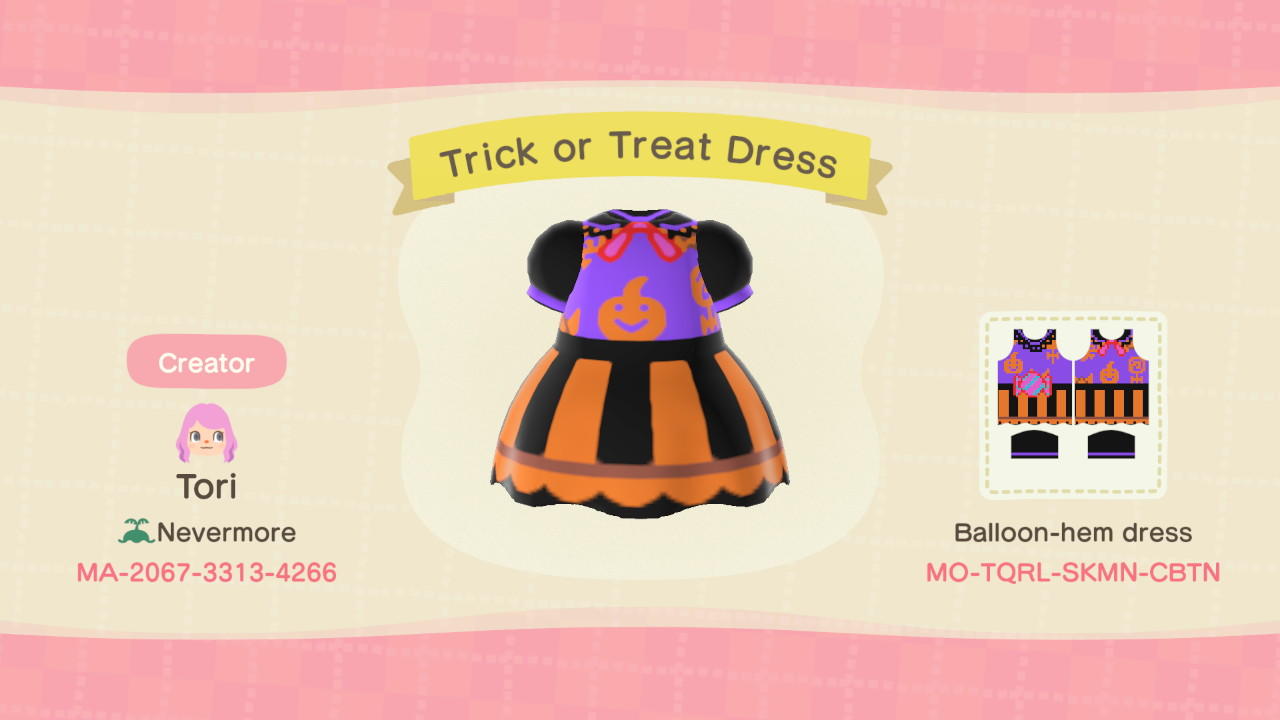 Trick or Treat Dress
Creator
Tori
Nevermore
MA-2067-3313-4266
Balloon-hem dress
MO-TQRL-SKMN-CBTN